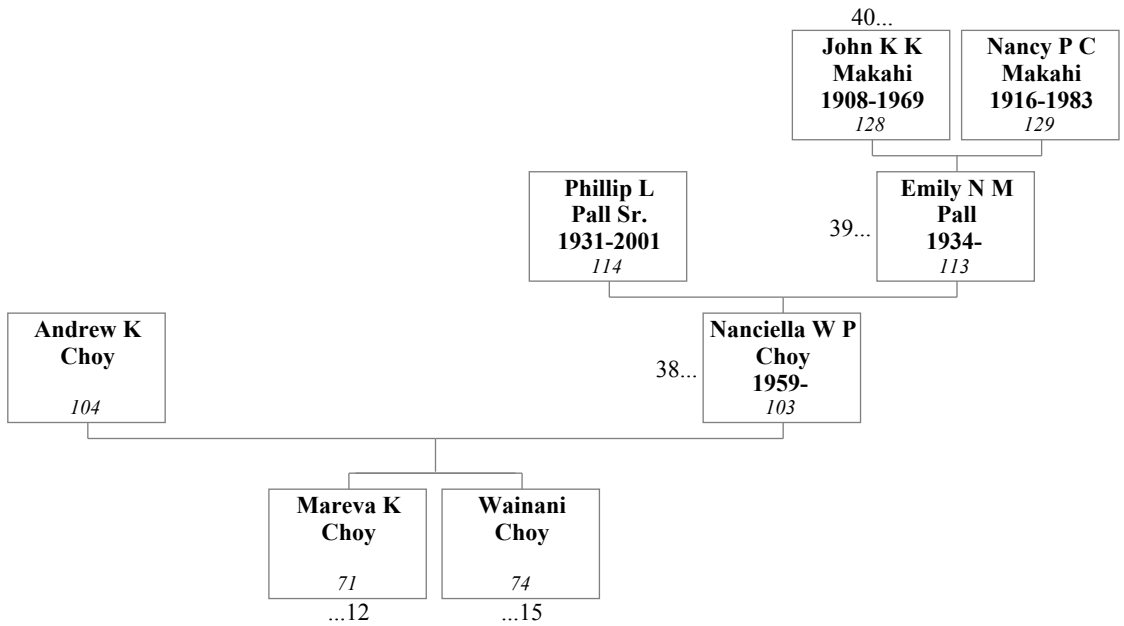 40...
John K K
Makahi
1908-1969
128
Nancy P C
Makahi
1916-1983
129
Phillip L
Pall Sr.
1931-2001
114
39...
Emily N M
Pall
1934-
113
Andrew K
Choy
104
38...
Nanciella W P
Choy
1959-
103
Mareva K
Choy
71
...12
Wainani
Choy
74
...15